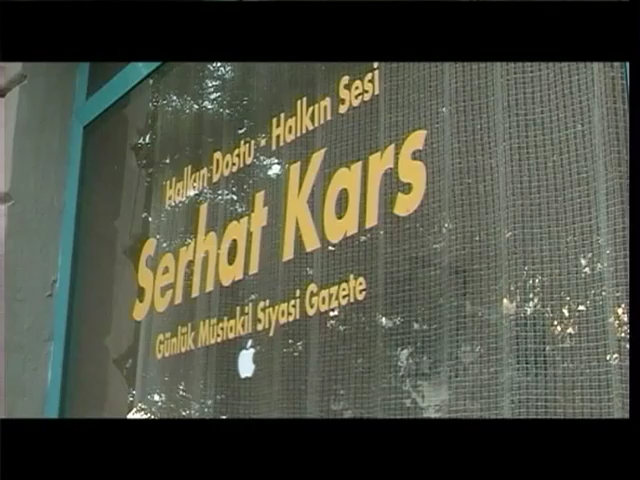 Halkın Dostu - Halkın Sesi
Serhat Kars
Günlük Müstakil Siyasi Gazete